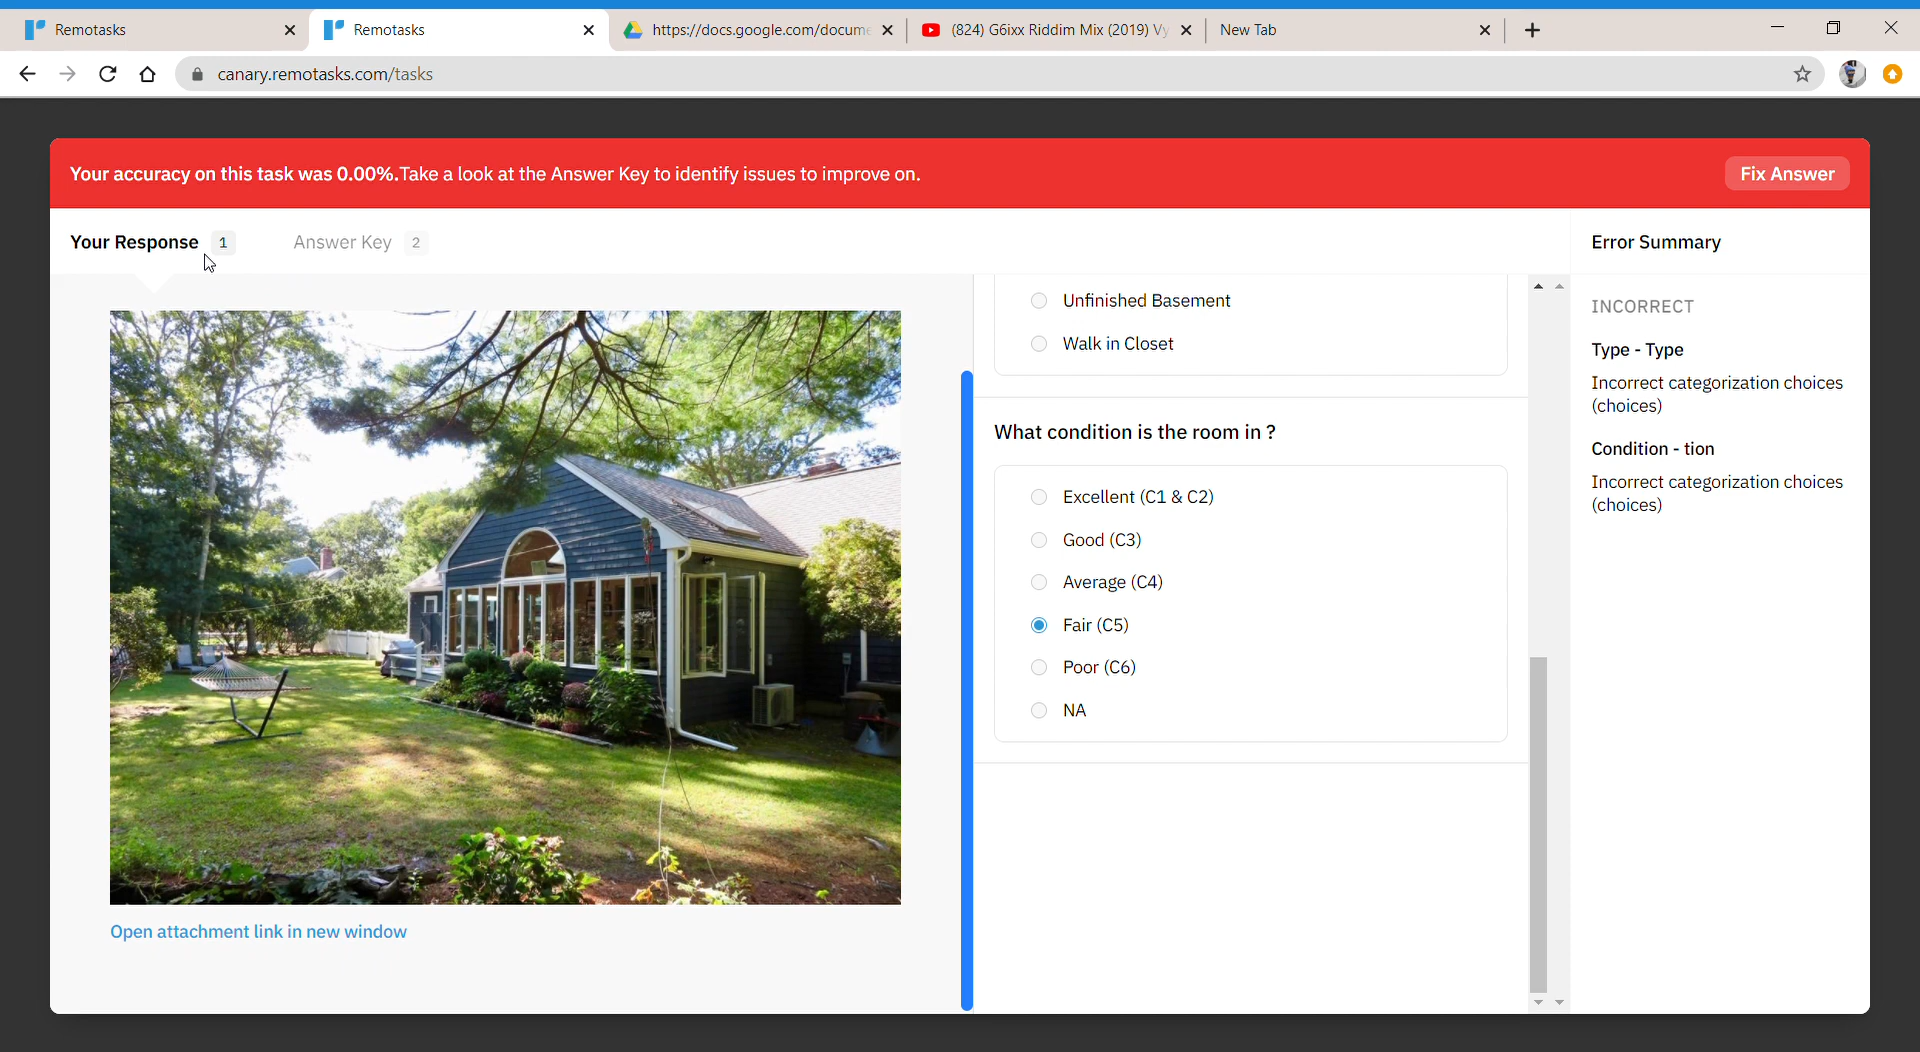 Remotasks
Remotasks
https://docs.google.com/docume
(824) G6ixx Riddim Mix (2019) Vy
New Tab
canary.remotasks.com/tasks
Your accuracy on this task was 0.00%.Take a look at the Answer Key to identify issues to improve on.
Fix Answer
Your Response 1
Answer Key 2
Error Summary
Unfinished Basement
Walk in Closet
What condition is the room in ?
Excellent (C1 & C2)
Good (C3)
Average (C4)
Fair (C5)
Poor (C6)
NA
Open attachment link in new window
INCORRECT
Type - Type
Incorrect categorization choices
(choices)
Condition - tion
Incorrect categorization choices
(choices)